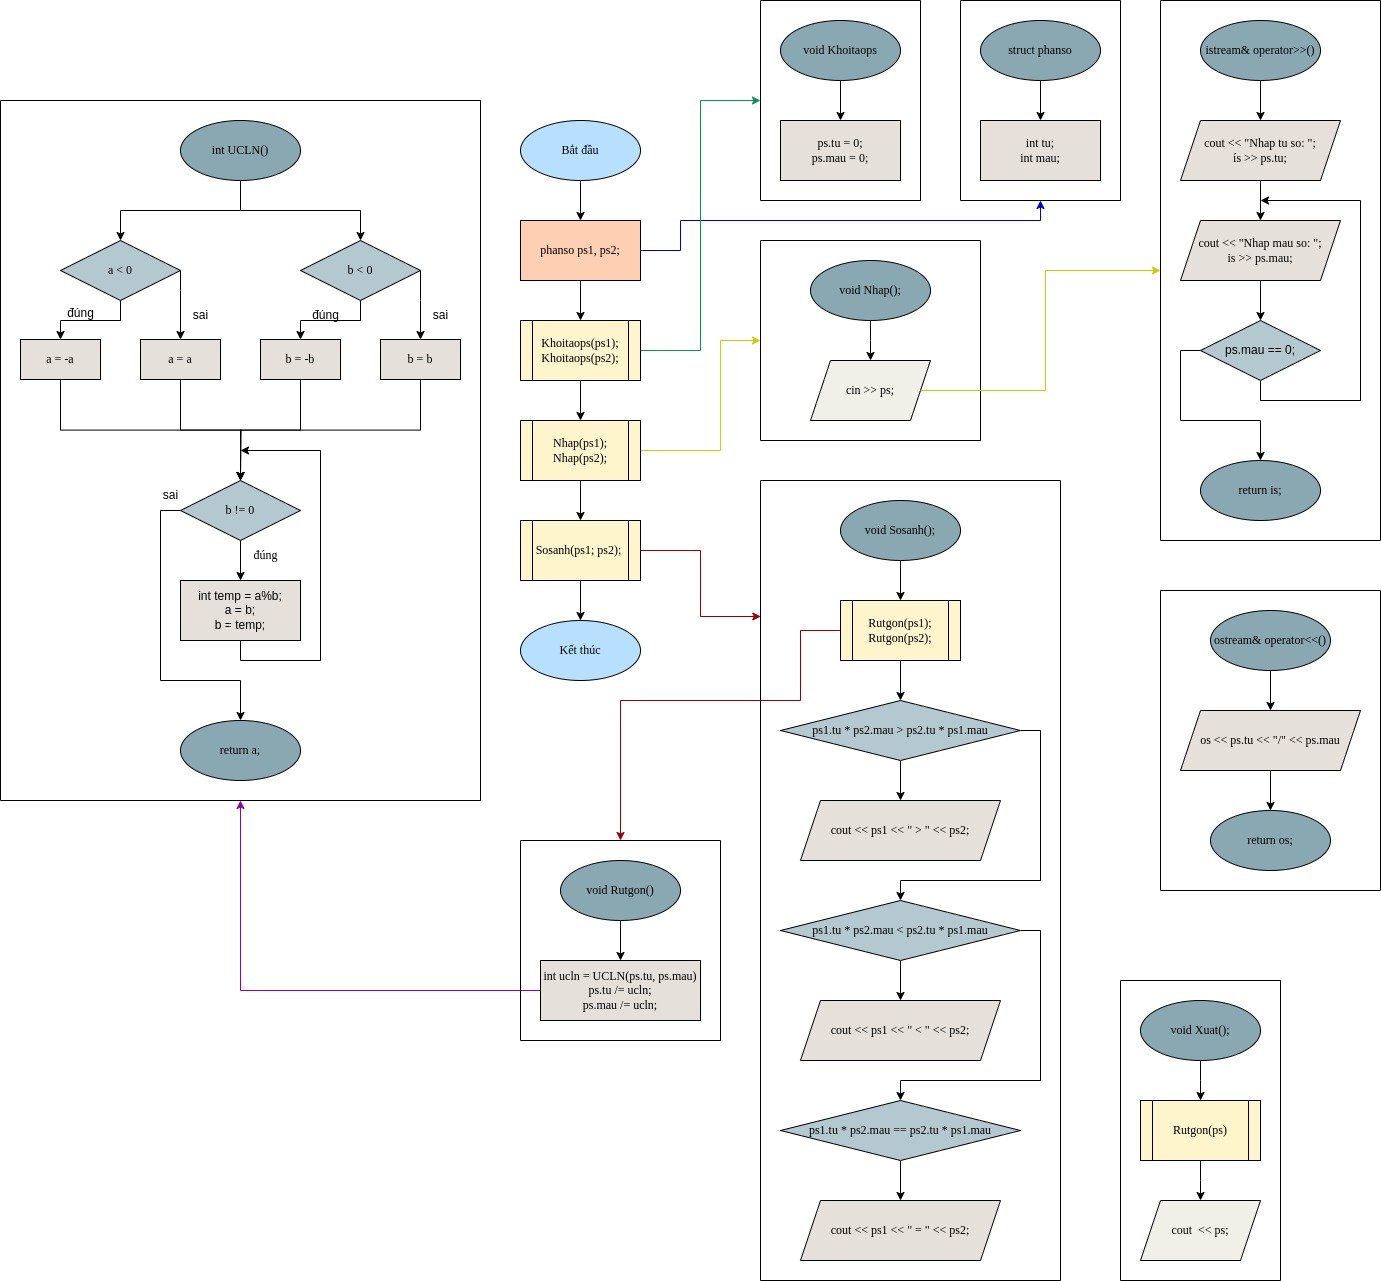 int UCLN()
a < 0
b < 0
đúng
sai
đúng
sai
a = -a
a = a
b = -b
b = b
sai
b != 0
đúng
int temp = a%b;
a = b;
b = temp;
return a;
Bắt đầu
phanso ps1, ps2;
Khoitaops(ps1);
Khoitaops(ps2);
Nhap(ps1);
Nhap(ps2);
Sosanh(ps1; ps2);
Kết thúc
void Khoitaops
ps.tu = 0;
ps.mau = 0;
struct phanso
int tu;
int mau;
istream& operator>>()
cout << "Nhap tu so: ";
ís >> ps.tu;
cout << "Nhap mau so: ";
is >> ps.mau;
ps.mau == 0;
return is;
void Nhap();
cin >> ps;
void Sosanh();
Rutgon(ps1);
Rutgon(ps2);
ps1.tu * ps2.mau > ps2.tu * ps1.mau
cout << ps1 << " > " << ps2;
ps1.tu * ps2.mau < ps2.tu * ps1.mau
cout << ps1 << " < " << ps2;
ps1.tu * ps2.mau == ps2.tu * ps1.mau
cout << ps1 << " = " << ps2;
void Rutgon()
int ucln = UCLN(ps.tu, ps.mau)
ps.tu /= ucln;
ps.mau /= ucln;
ostream& operator<<()
os << ps.tu << "/" << ps.mau
return os;
void Xuat();
Rutgon(ps)
cout  << ps;